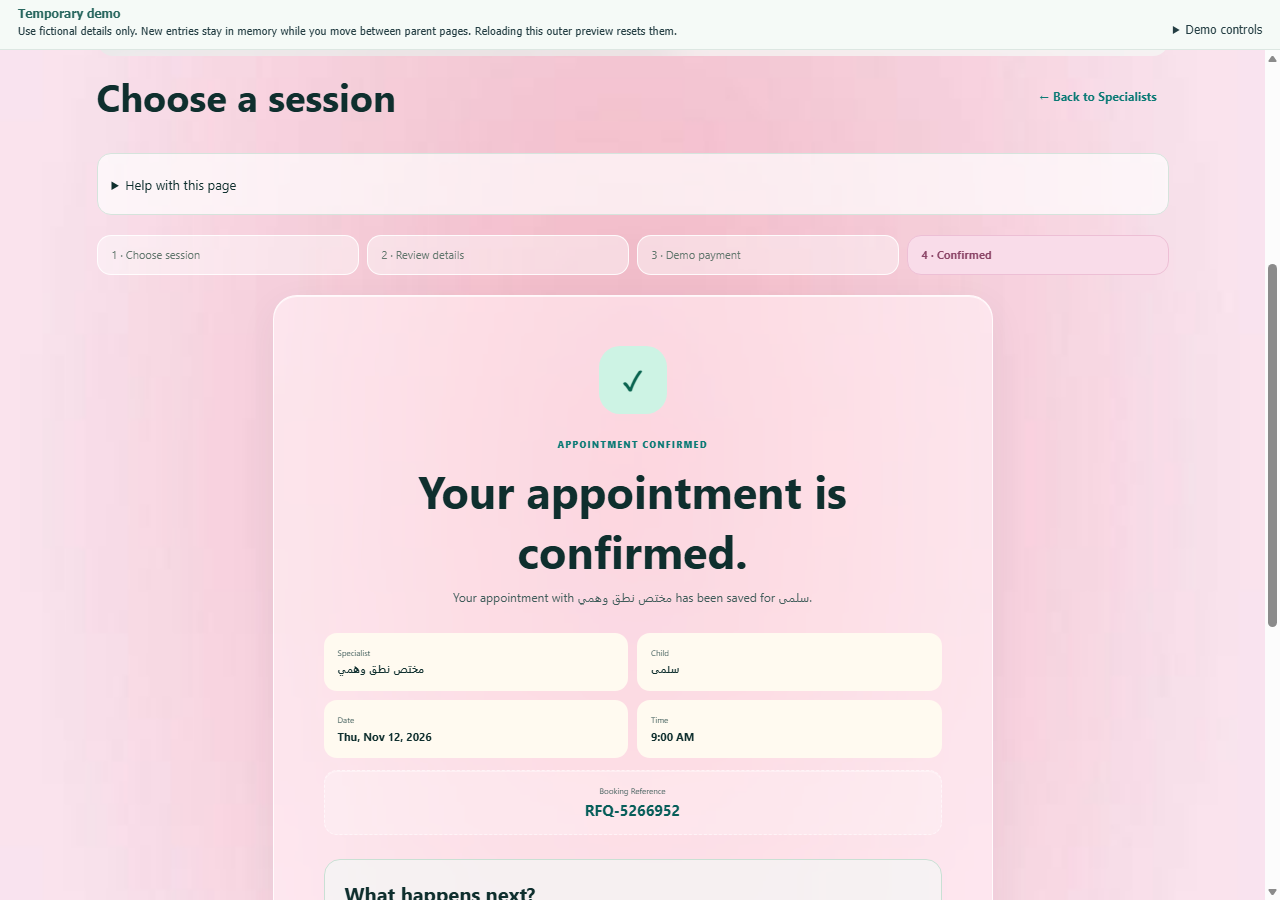 Temporary demo
Use fictional details only. New entries stay in memory while you move between parent pages. Reloading this outer preview resets them.
▶ Demo controls
Choose a session
← Back to Specialists
▶ Help with this page
1 · Choose session
2 · Review details
3 · Demo payment
4 · Confirmed
✓
APPOINTMENT CONFIRMED
Your appointment is
confirmed.
Your appointment with مختص نطق وهمي has been saved for سلمى.
Specialist
مختص نطق وهمي
Child
سلمى
Date
Thu, Nov 12, 2026
Time
9:00 AM
Booking Reference
RFQ-5266952
What happens next?